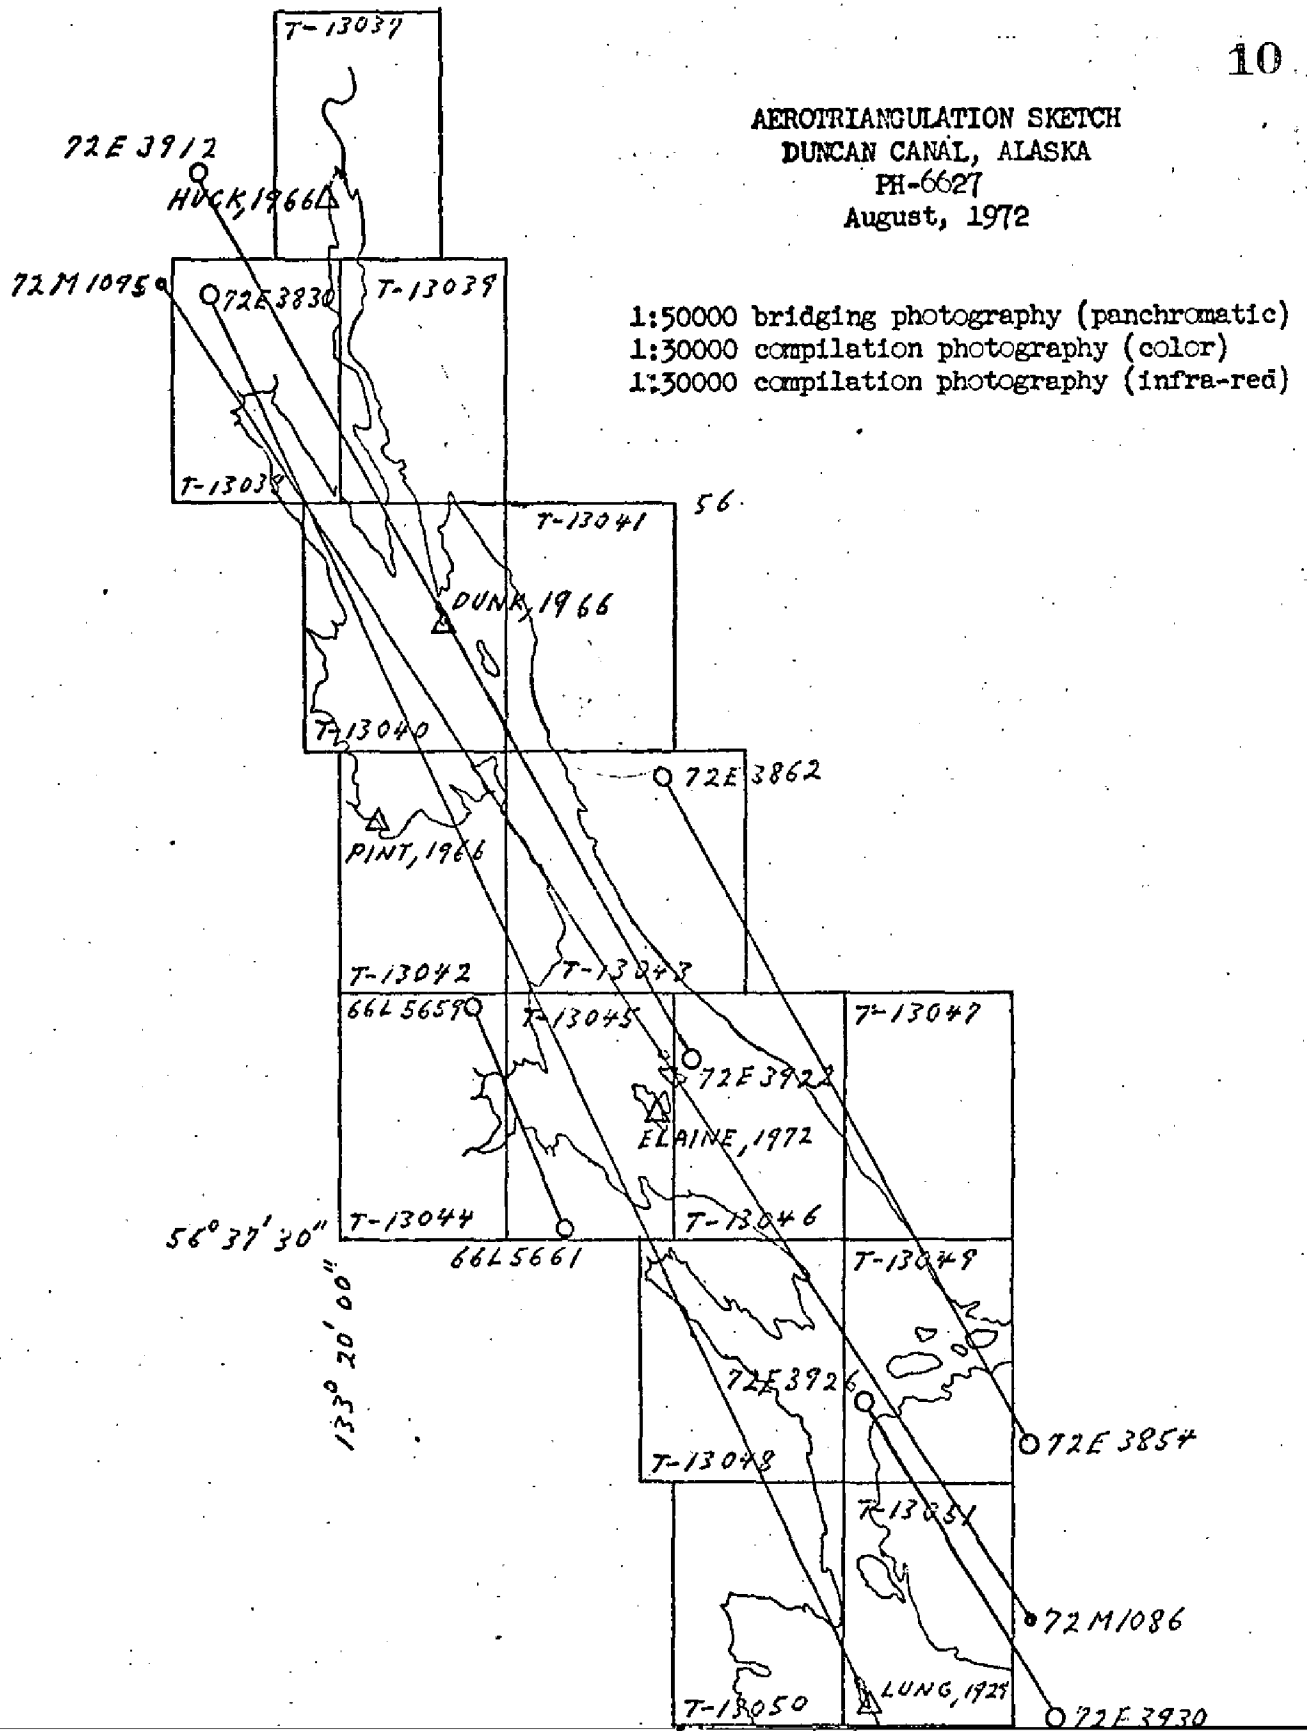 T-13037
10
AEROTRIANGULATION SKETCH
DUNCAN CANAL, ALASKA
PH-6627
August, 1972
72E 3912
HUCK, 1966
72M 1095
72E 3830
T-13039
1:50000 bridging photography (panchromatic)
1:30000 compilation photography (color)
1:30000 compilation photography (infra-red)
T-1303
56
T-13041
DUNK, 1966
T-13040
72E 3862
PINT, 1966
T-13042
T-13043
66L 5659
T-13045
T-13047
72E 3922
ELAINE, 1972
56° 37' 30"
T-13044
T-13046
66L 5661
T-13049
133° 20' 00"
72E 3926
72E 3854
T-13048
T-13051
72M 1086
LUNG, 1929
T-13050
72E 3930